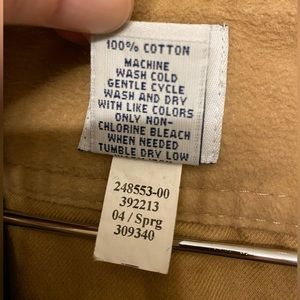 100% COTTON
MACHINE
WASH COLD
GENTLE CYCLE
WASH AND DRY
WITH LIKE COLORS
ONLY NON-
CHLORINE BLEACH
WHEN NEEDED
TUMBLE DRY LOW
248553-00
392213
04 / Sprg
309340